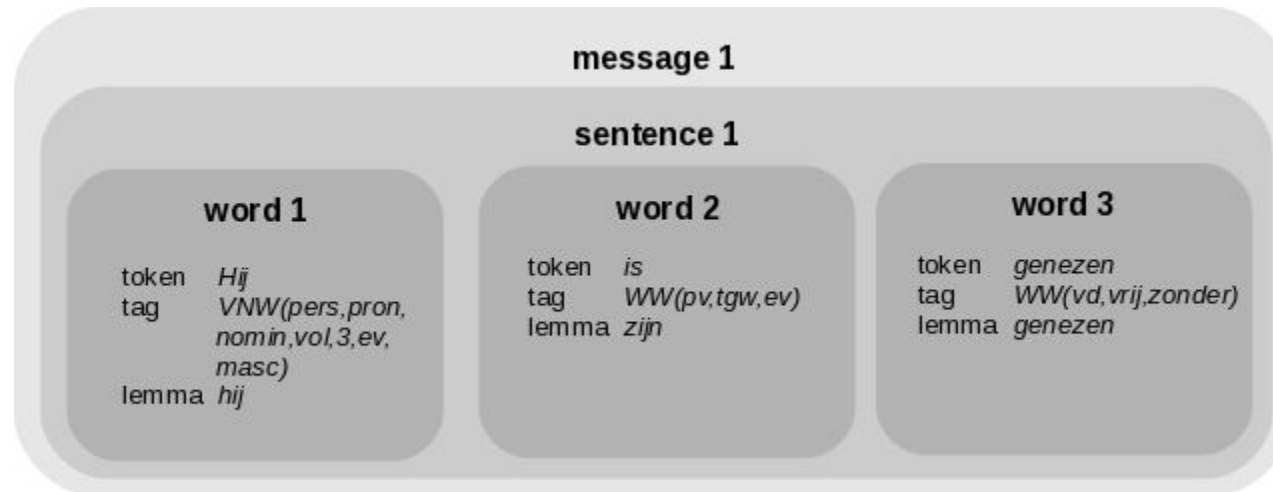 message 1
sentence 1
word 1
token Hij
tag VNW(pers,pron,
nomin,vol,3,ev,
masc)
lemma hij
word 2
token is
tag WW(pv,tgw,ev)
lemma zijn
word 3
token genezen
tag WW(vd,vrij,zonder)
lemma genezen